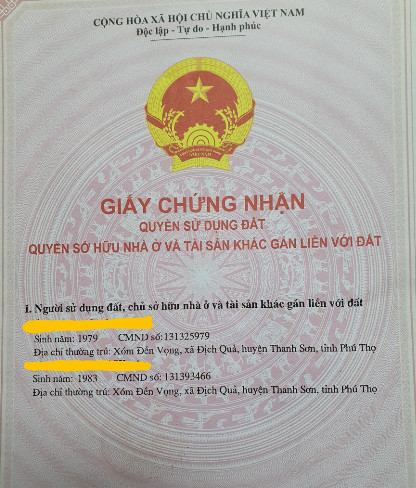 CỘNG HÒA XÃ HỘI CHỦ NGHĨA VIỆT NAM
Độc lập - Tự do - Hạnh phúc
VIỆT NAM
GIẤY CHỨNG NHẬN
QUYỀN SỬ DỤNG ĐẤT
QUYỀN SỞ HỮU NHÀ Ở VÀ TÀI SẢN KHÁC GẮN LIỀN VỚI ĐẤT
I. Người sử dụng đất, chủ sở hữu nhà ở và tài sản khác gắn liền với đất
Sinh năm: 1979 CMND số:131325979
Địa chỉ thường trú: Xóm Đền Vọng, xã Địch Quả, huyện Thanh Sơn, tỉnh Phú Thọ
Sinh năm: 1983 CMND số: 131393466
Địa chỉ thường trú: Xóm Đền Vọng, xã Địch Quả, huyện Thanh Sơn, tỉnh Phú Thọ